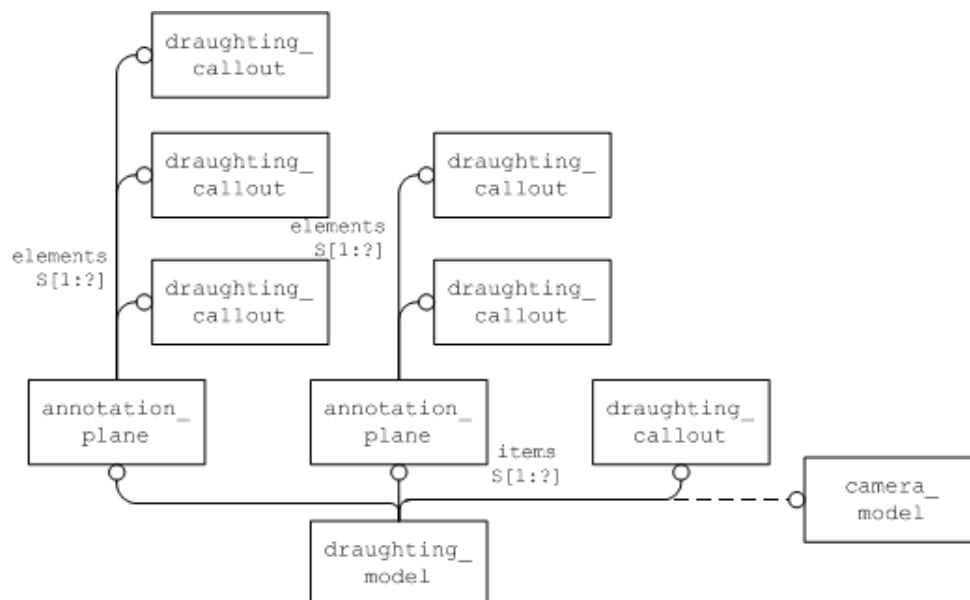 draughting_
callout
draughting_
callout
draughting_
callout
elements
S[1:?]
elements
S[1:?]
draughting_
callout
draughting_
callout
annotation_
plane
annotation_
plane
draughting_
callout
items
S[1:?]
camera_
model
draughting_
model